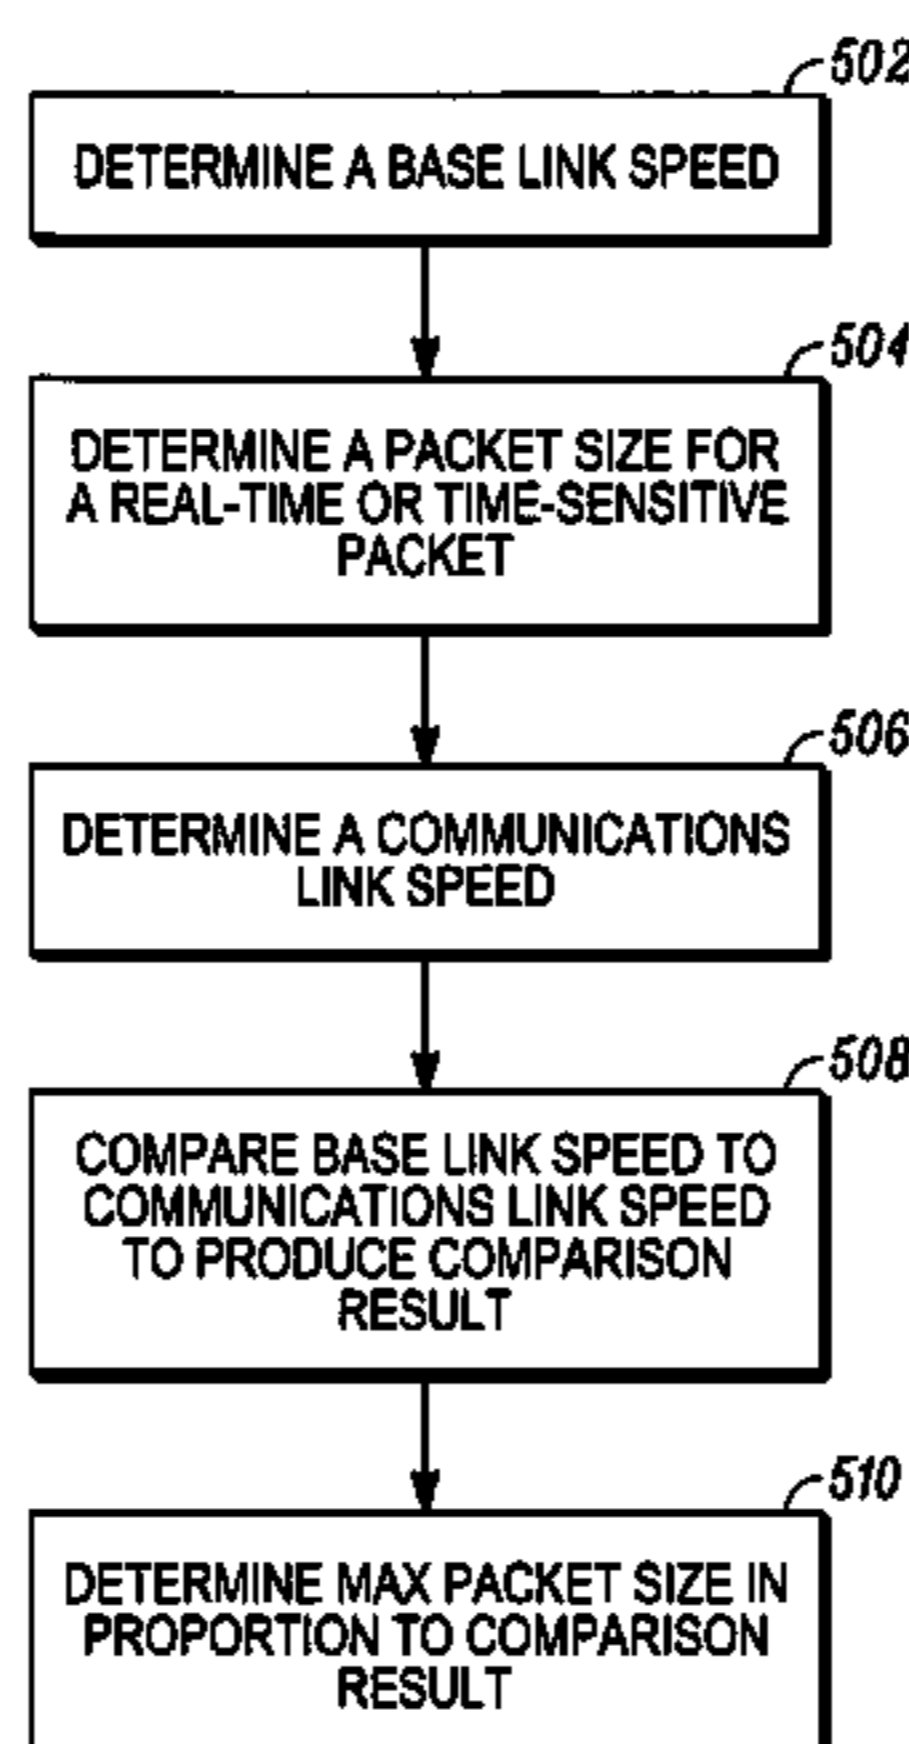 502
DETERMINE A BASE LINK SPEED
504
DETERMINE A PACKET SIZE FOR
A REAL-TIME OR TIME-SENSITIVE
PACKET
506
DETERMINE A COMMUNICATIONS
LINK SPEED
508
COMPARE BASE LINK SPEED TO
COMMUNICATIONS LINK SPEED
TO PRODUCE COMPARISON
RESULT
510
DETERMINE MAX PACKET SIZE IN
PROPORTION TO COMPARISON
RESULT